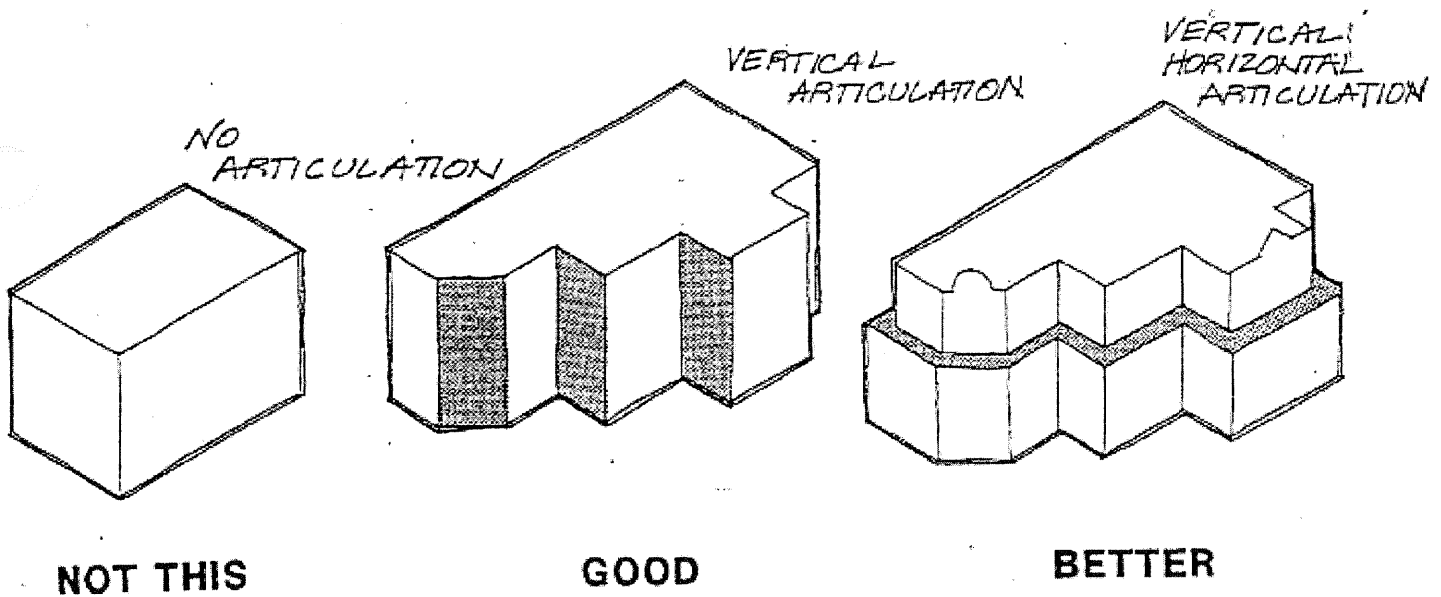 NO
ARTICULATION
VERTICAL
ARTICULATION
VERTICAL:
HORIZONTAL
ARTICULATION
NOT THIS
GOOD
BETTER